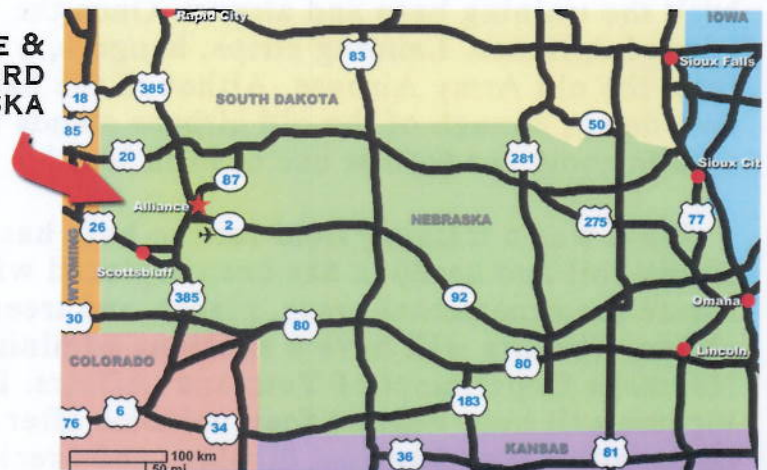 Rapid City
IOWA
E &
RD
SKA
83
Sioux Falls
18
385
SOUTH DAKOTA
85
50
20
281
Sioux Cit
87
Alliance
2
NEBRASKA
275
77
26
WYOMING
Scottsbluff
385
92
Omaha
30
80
COLORADO
80
Lincoln
6
183
76
34
36
KANSAS
81
100 km
50 mi